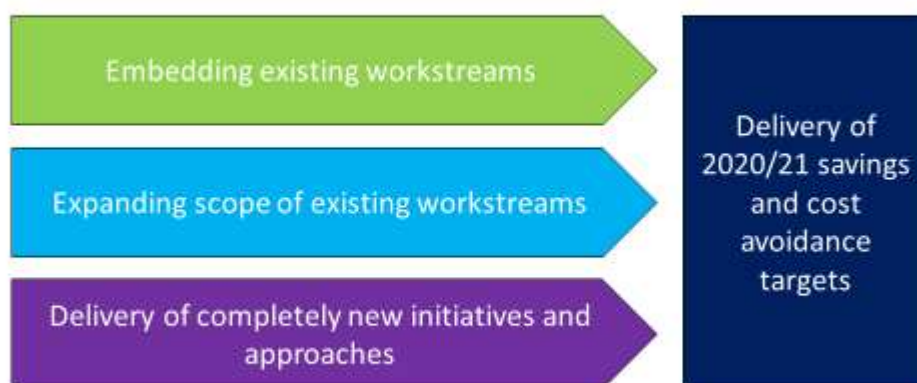 Embedding existing workstreams
Expanding scope of existing workstreams
Delivery of completely new initiatives and
approaches
Delivery of
2020/21 savings
and cost
avoidance
targets